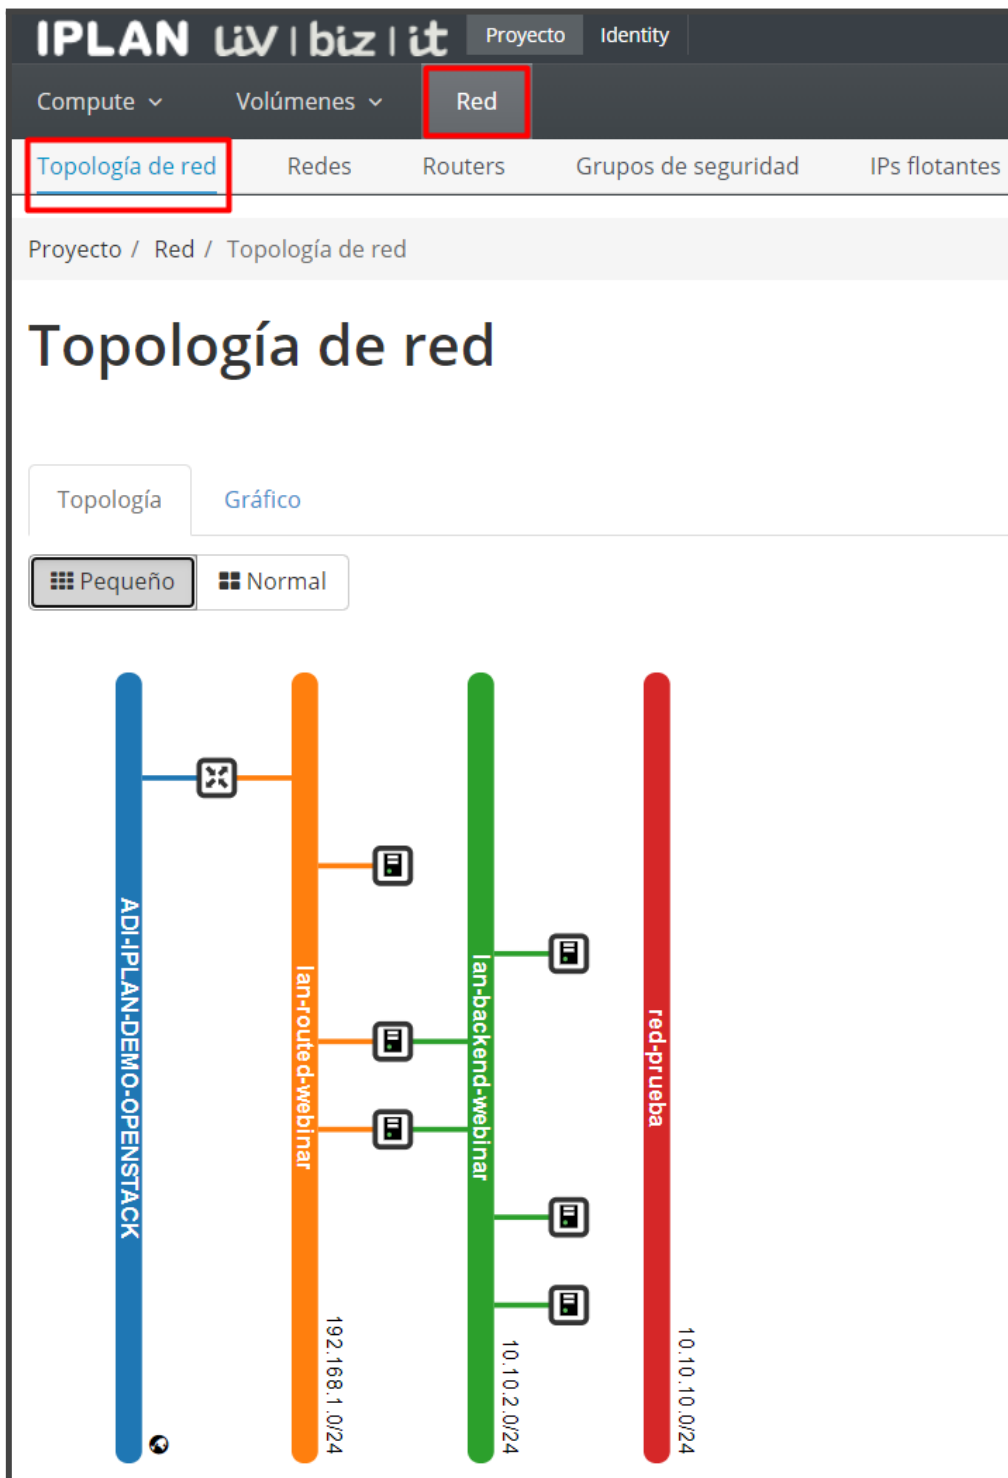 IPLAN liv | biz | it Proyecto Identity
Compute Volúmenes Red
Topología de red Redes Routers Grupos de seguridad IPs flotantes
Proyecto / Red / Topología de red
Topología de red
Topología Gráfico
Pequeño Normal
ADI-IPLAN-DEMO-OPENSTACK
lan-routed-webinar
192.168.1.0/24
lan-backend-webinar
10.10.2.0/24
red-prueba
10.10.10.0/24